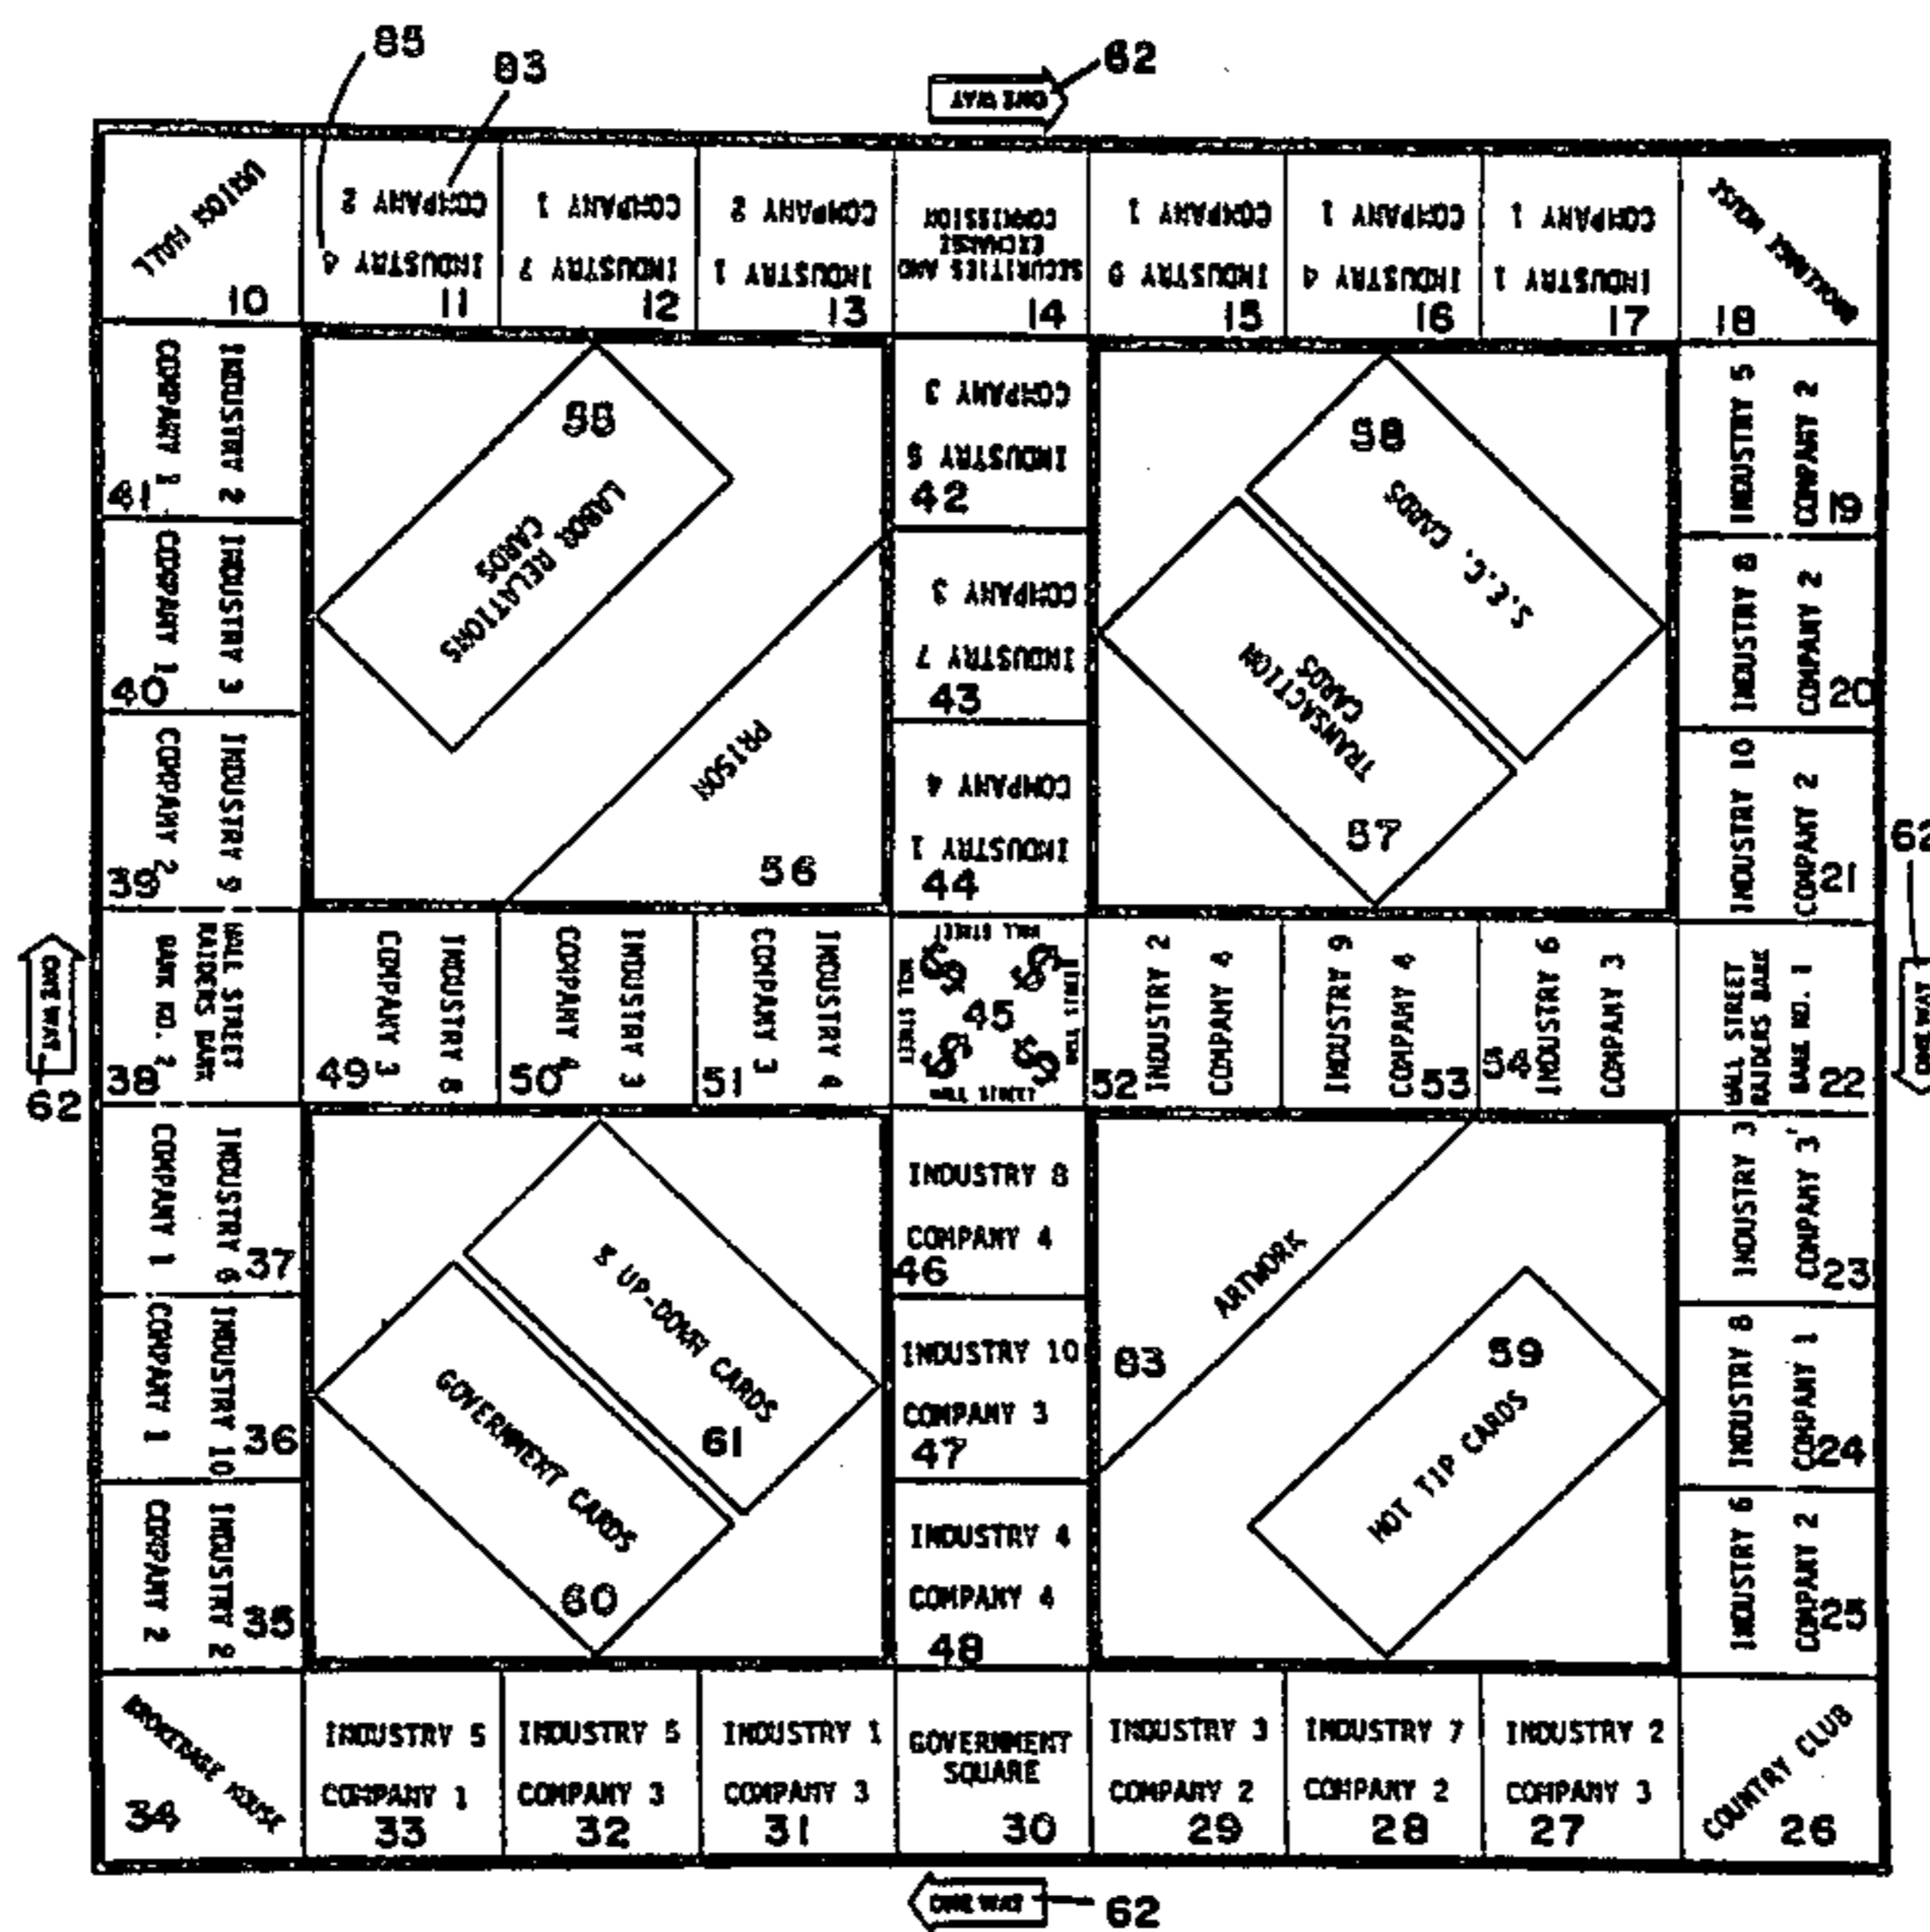 85
83
62
ONE WAY
UNION HALL
10
COMPANY 2
INDUSTRY 4
11
COMPANY 1
INDUSTRY 7
12
COMPANY 2
INDUSTRY 1
13
SECURITIES AND
EXCHANGE
COMMISSION
14
COMPANY 1
INDUSTRY 9
15
COMPANY 1
INDUSTRY 4
16
COMPANY 1
INDUSTRY 1
17
18
INDUSTRY 2
COMPANY 1
41
INDUSTRY 3
COMPANY 1
40
INDUSTRY 9
COMPANY 2
39
WALL STREET
RAIDERS BANK
BANK NO. 2
38
ONE WAY
62
INDUSTRY 6
COMPANY 1
37
INDUSTRY 10
COMPANY 1
36
INDUSTRY 2
COMPANY 2
35
55
LABOR RELATIONS
CARDS
PRISON
56
COMPANY 3
42
COMPANY 3
INDUSTRY 7
43
COMPANY 4
INDUSTRY 1
44
58
S.E.C. CARDS
TRANSACTION
CARDS
57
INDUSTRY 5
COMPANY 2
19
INDUSTRY 8
COMPANY 2
20
INDUSTRY 10
COMPANY 2
21
62
ONE WAY
WALL STREET
RAIDERS BANK
BANK NO. 1
22
INDUSTRY 8
COMPANY 3
49
INDUSTRY 3
COMPANY 4
50
INDUSTRY 4
COMPANY 3
51
WALL STREET
WALL STREET
$$ $$
45
$$ $$
WALL STREET
WALL STREET
INDUSTRY 2
COMPANY 4
52
INDUSTRY 9
COMPANY 4
53
54
INDUSTRY 6
COMPANY 3
INDUSTRY 3
COMPANY 3
23
INDUSTRY 8
COMPANY 1
24
INDUSTRY 6
COMPANY 2
25
% UP-DOWN CARDS
61
GOVERNMENT CARDS
60
INDUSTRY 8
COMPANY 4
46
INDUSTRY 10
COMPANY 3
47
INDUSTRY 4
COMPANY 4
48
ARTWORK
83
59
HOT TIP CARDS
BROKERAGE HOUSE
34
INDUSTRY 5
COMPANY 1
33
INDUSTRY 5
COMPANY 3
32
INDUSTRY 1
COMPANY 3
31
GOVERNMENT
SQUARE
30
INDUSTRY 3
COMPANY 2
29
INDUSTRY 7
COMPANY 2
28
INDUSTRY 2
COMPANY 3
27
COUNTRY CLUB
26
ONE WAY
62